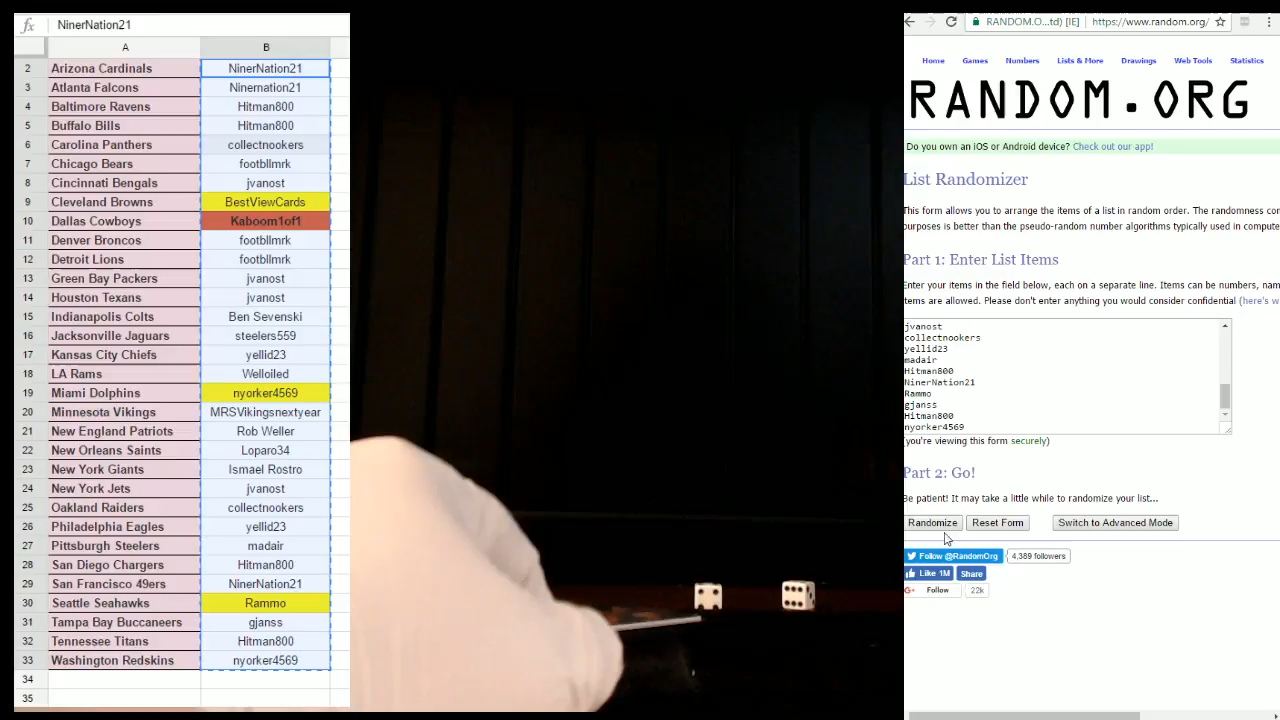 fx NinerNation21
A B
2 Arizona Cardinals NinerNation21
3 Atlanta Falcons Ninernation21
4 Baltimore Ravens Hitman800
5 Buffalo Bills Hitman800
6 Carolina Panthers collectnookers
7 Chicago Bears footbllmrk
8 Cincinnati Bengals jvanost
9 Cleveland Browns BestViewCards
10 Dallas Cowboys Kaboom1of1
11 Denver Broncos footbllmrk
12 Detroit Lions footbllmrk
13 Green Bay Packers jvanost
14 Houston Texans jvanost
15 Indianapolis Colts Ben Sevenski
16 Jacksonville Jaguars steelers559
17 Kansas City Chiefs yellid23
18 LA Rams Welloiled
19 Miami Dolphins nyorker4569
20 Minnesota Vikings MRSVikingsnextyear
21 New England Patriots Rob Weller
22 New Orleans Saints Loparo34
23 New York Giants Ismael Rostro
24 New York Jets jvanost
25 Oakland Raiders collectnookers
26 Philadelphia Eagles yellid23
27 Pittsburgh Steelers madair
28 San Diego Chargers Hitman800
29 San Francisco 49ers NinerNation21
30 Seattle Seahawks Rammo
31 Tampa Bay Buccaneers gjanss
32 Tennessee Titans Hitman800
33 Washington Redskins nyorker4569
34
35
RANDOM.O...td) [IE] https://www.random.org/
Home Games Numbers Lists & More Drawings Web Tools Statistics
RANDOM.ORG
Do you own an iOS or Android device? Check out our app!
List Randomizer
This form allows you to arrange the items of a list in random order. The randomness con
purposes is better than the pseudo-random number algorithms typically used in compute
Part 1: Enter List Items
Enter your items in the field below, each on a separate line. Items can be numbers, nam
items are allowed. Please don't enter anything you would consider confidential (here's w
jvanost
collectnookers
yellid23
madair
Hitman800
NinerNation21
Rammo
gjanss
Hitman800
nyorker4569
(you're viewing this form securely)
Part 2: Go!
Be patient! It may take a little while to randomize your list...
Randomize Reset Form Switch to Advanced Mode
Follow @RandomOrg 4,389 followers
Like 1M Share
G+ Follow 22k